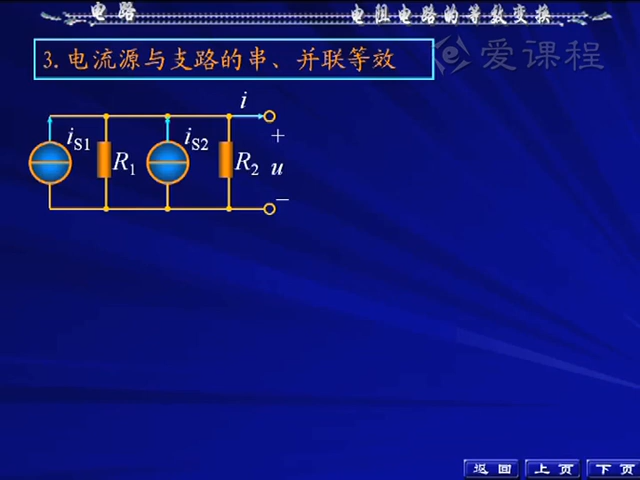 电路
电阻电路的等效变换
爱课程
3.电流源与支路的串、并联等效
i
iS1 R1 iS2 R2
+
u
−
返回 上页 下页